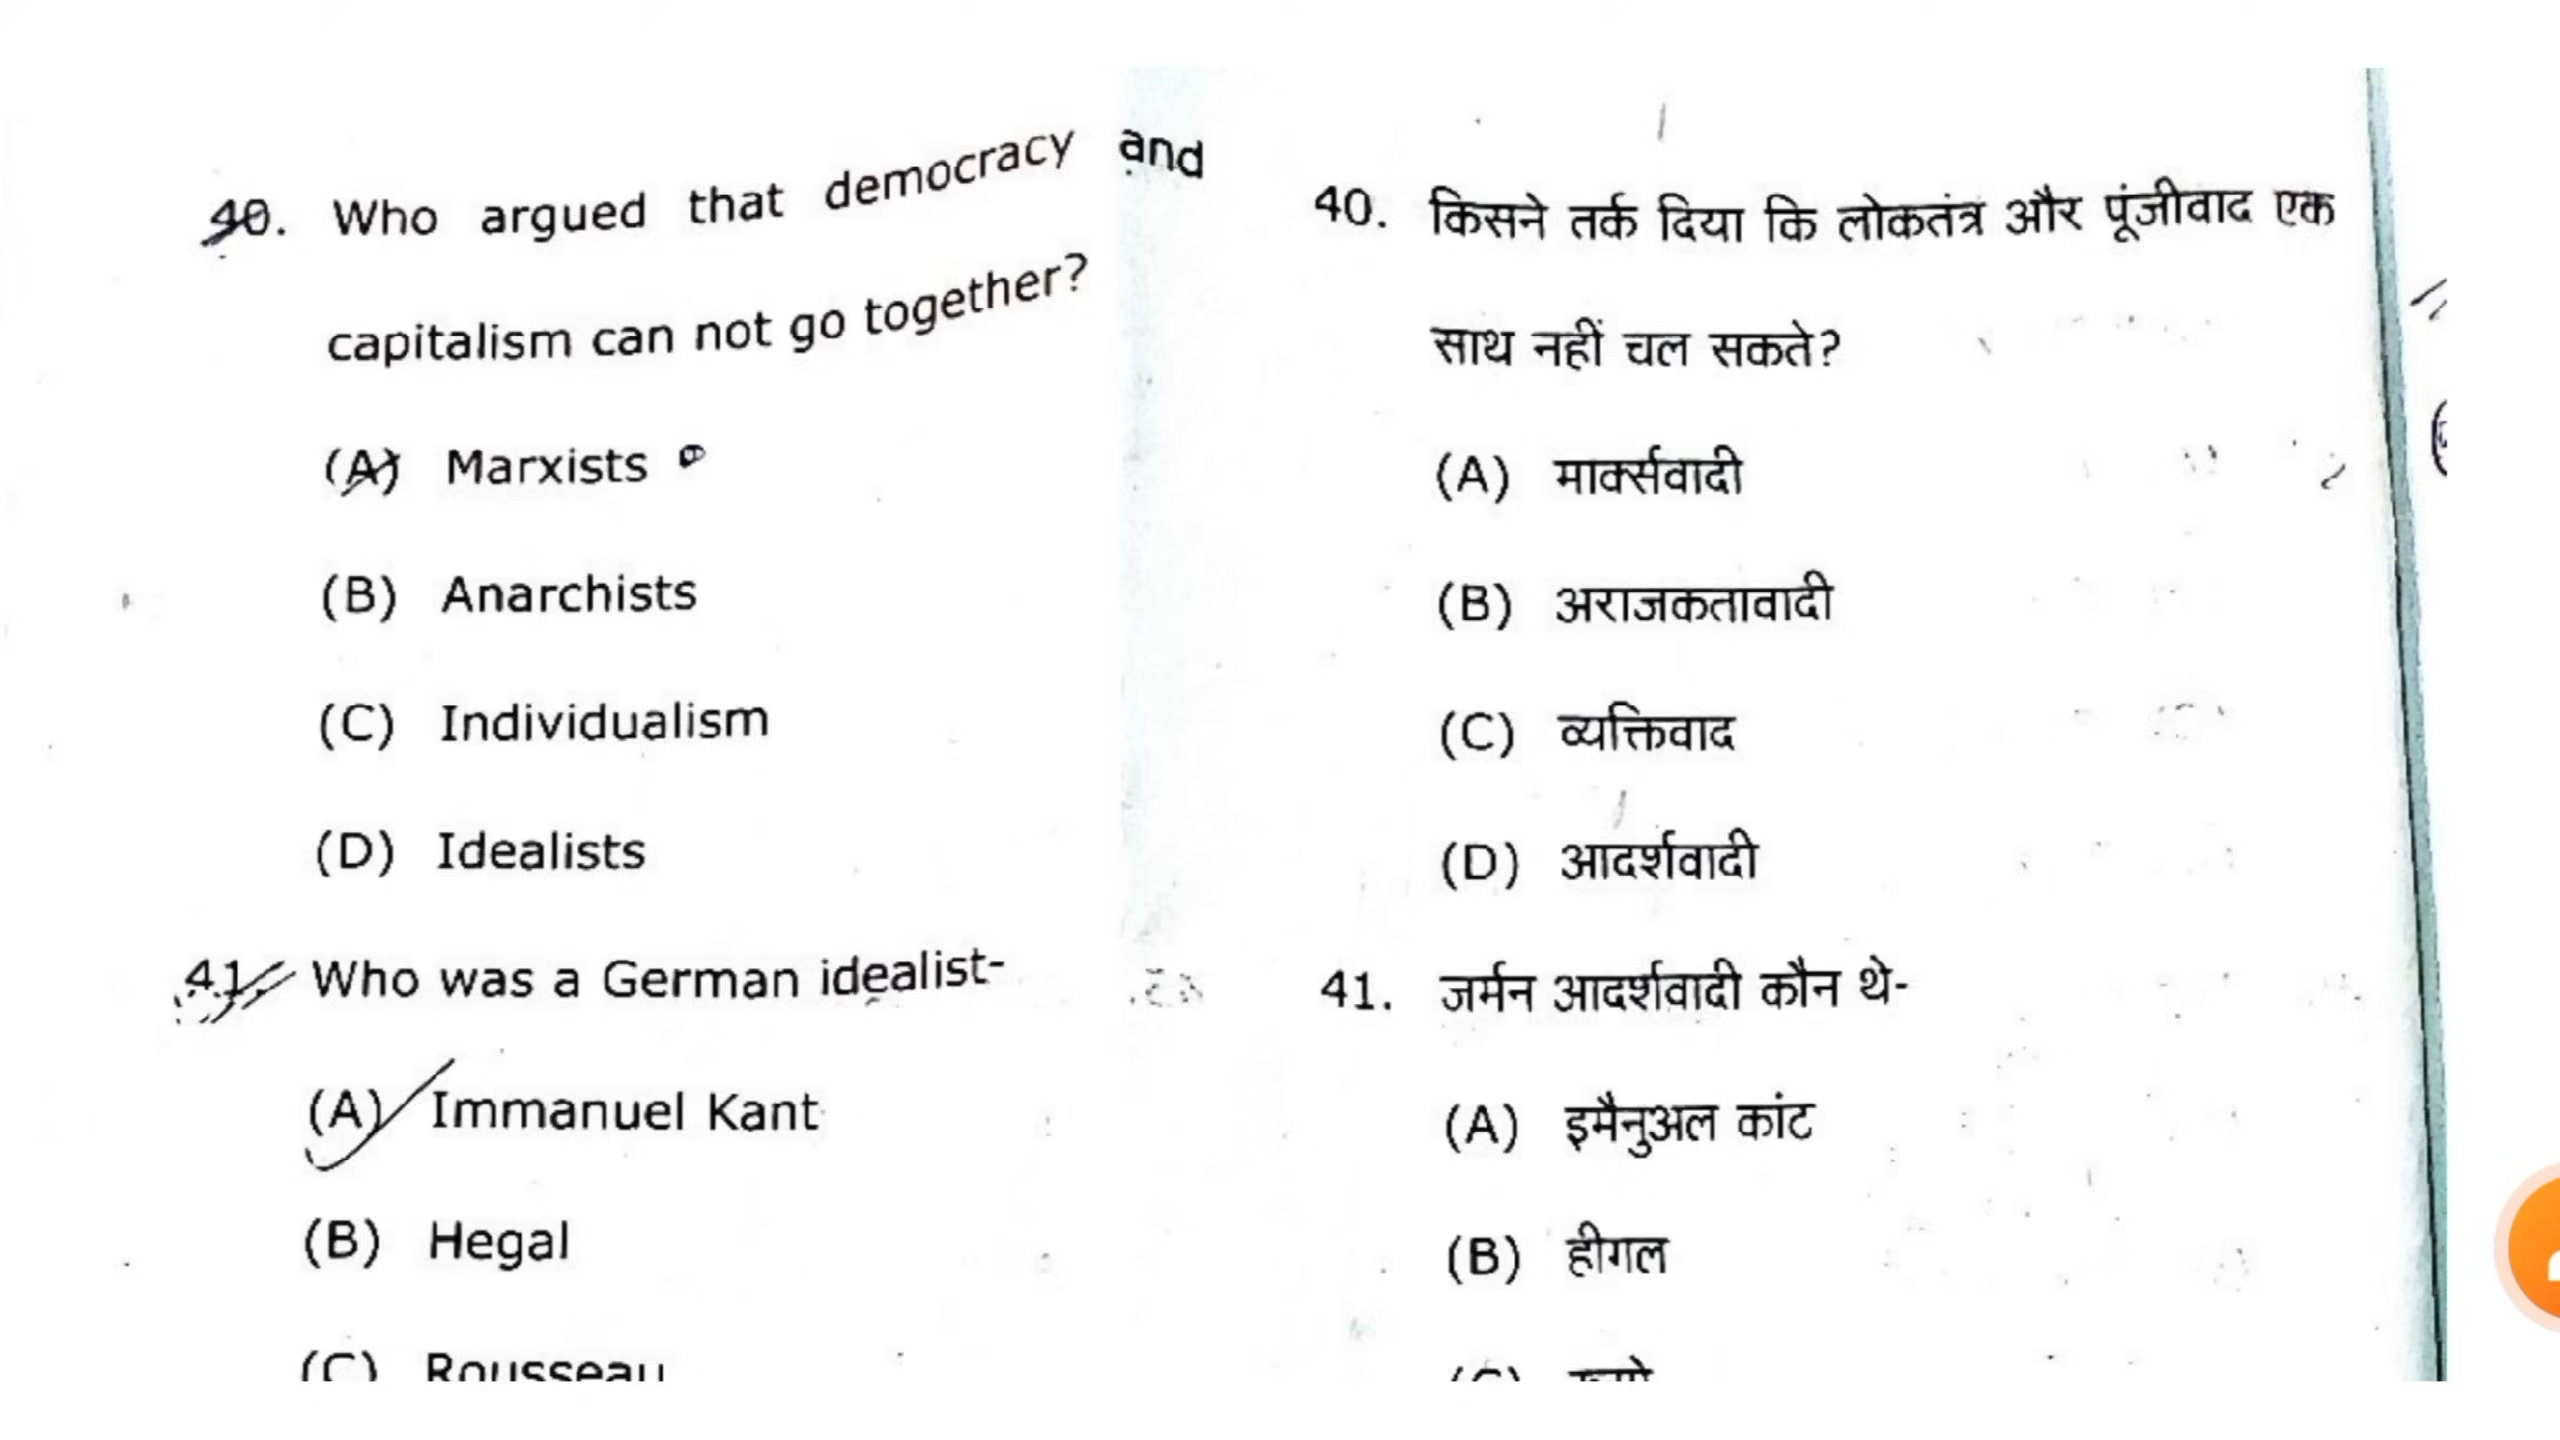 40. Who argued that democracy and
capitalism can not go together?
(A) Marxists
(B) Anarchists
(C) Individualism
(D) Idealists
41. Who was a German idealist-
(A) Immanuel Kant
(B) Hegal
(C) Rousseau
40. किसने तर्क दिया कि लोकतंत्र और पूंजीवाद एक
साथ नहीं चल सकते?
(A) मार्क्सवादी
(B) अराजकतावादी
(C) व्यक्तिवाद
(D) आदर्शवादी
41. जर्मन आदर्शवादी कौन थे-
(A) इमैनुअल कांट
(B) हीगल